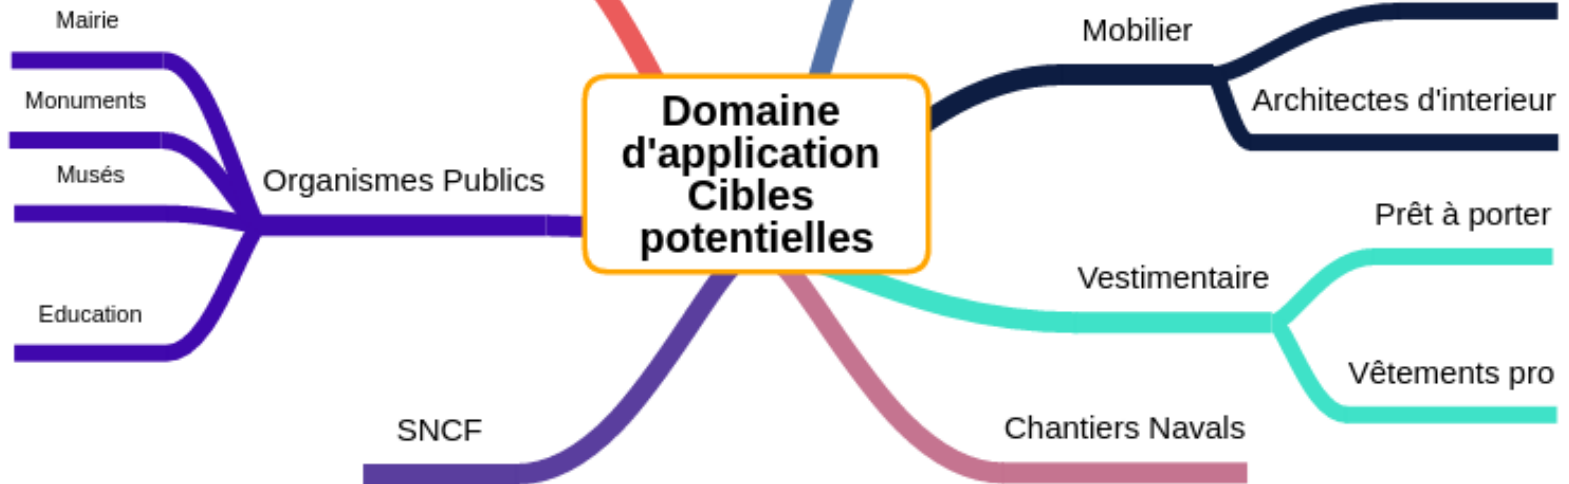 Mairie
Monuments
Musés
Education
Organismes Publics
SNCF
Domaine
d'application
Cibles
potentielles
Mobilier
Architectes d'interieur
Prêt à porter
Vestimentaire
Vêtements pro
Chantiers Navals